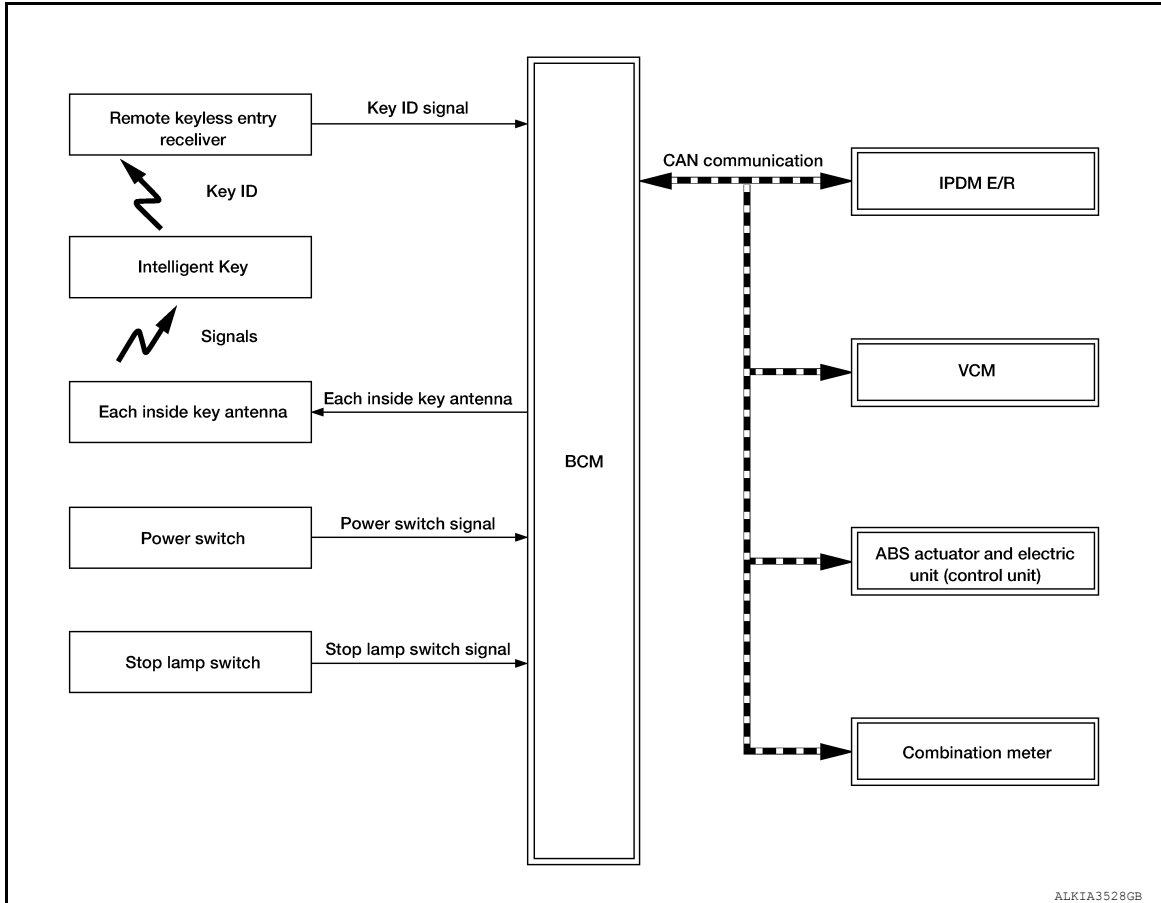 Remote keyless entry
receliver
Key ID signal
Key ID
Intelligent Key
Signals
Each inside key antenna
Each inside key antenna
Power switch
Power switch signal
Stop lamp switch
Stop lamp switch signal
BCM
CAN communication
IPDM E/R
VCM
ABS actuator and electric
unit (control unit)
Combination meter
ALKIA3528GB